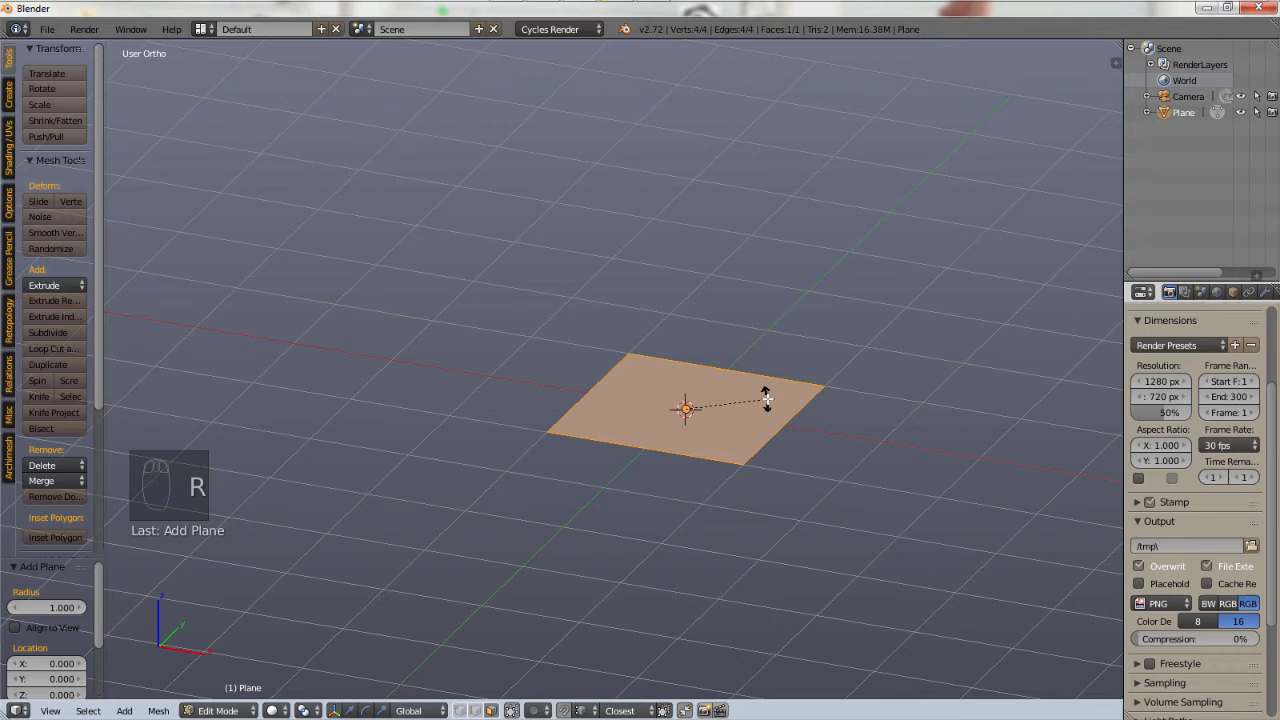 Blender
File Render Window Help Default Scene Cycles Render v2.72 | Verts:4/4 | Edges:4/4 | Faces:1/1 | Tris:2 | Mem:16.38M | Plane
Tools
Create
Shading / UVs
Options
Grease Pencil
Retopology
Relations
Misc
Archimesh
Transform
Translate
Rotate
Scale
Shrink/Fatten
Push/Pull
Mesh Tools
Deform:
Slide Verte
Noise
Smooth Ver...
Randomize
Add:
Extrude
Extrude Re...
Extrude Ind...
Subdivide
Loop Cut a...
Duplicate
Spin Scre
Knife Selec
Knife Project
Bisect
Remove:
Delete
Merge
Remove Do...
Inset Polygon:
Inset Polygon
Add Plane
Radius
1.000
Align to View
Location
X: 0.000
Y: 0.000
Z: 0.000
User Ortho
R
Last: Add Plane
z
y
(1) Plane
View Select Add Mesh Edit Mode Global Closest
Scene
RenderLayers
World
Camera
Plane
Dimensions
Render Presets
Resolution: Frame Ran...
1280 px Start F: 1
: 720 px End: 300
50% Frame: 1
Aspect Ratio: Frame Rate:
X: 1.000 30 fps
Y: 1.000 Time Rema...
1 1
Stamp
Output
/tmp\
Overwrit File Exte
Placehold Cache Re
PNG BW RGB RGB
Color De 8 16
Compression: 0%
Freestyle
Sampling
Volume Sampling